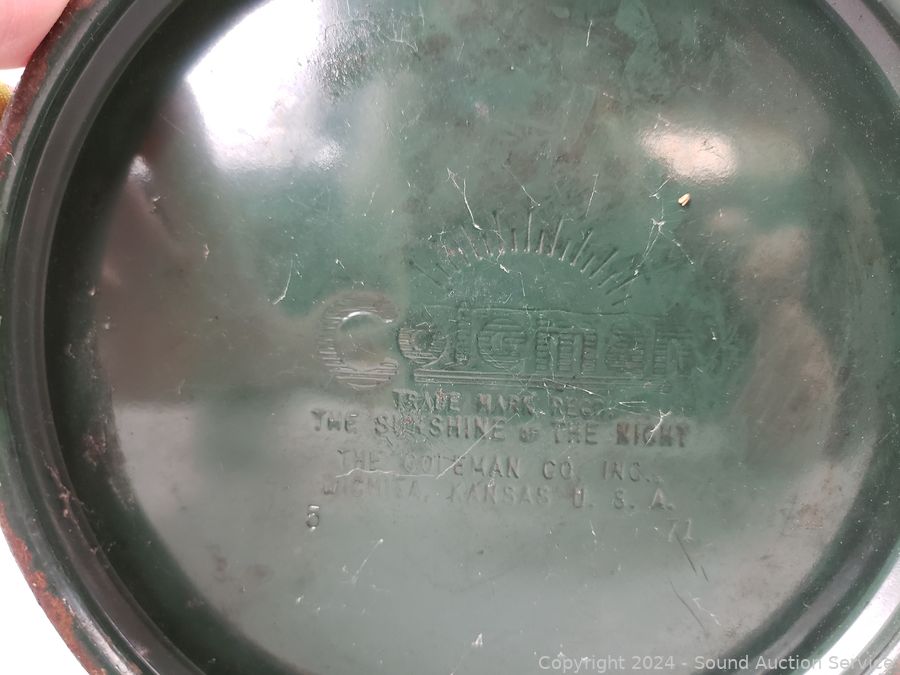 Coleman
TRADE MARK REG.
THE SUNSHINE OF THE NIGHT
THE COLEMAN CO. INC.,
WICHITA, KANSAS U. S. A.
5 71
Copyright 2024 - Sound Auction Service